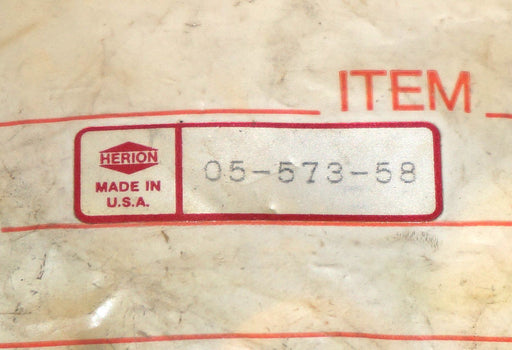 ITEM
HERION
MADE IN
U.S.A.
05-573-58